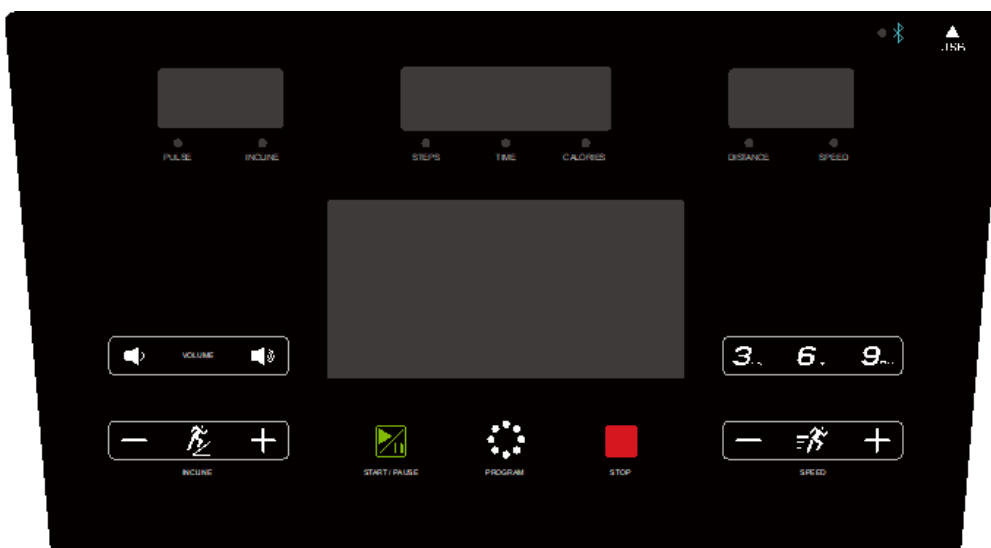 USB
PULSE INCLINE STEPS TIME CALORIES DISTANCE SPEED
VOLUME
3 6 9
INCLINE START / PAUSE PROGRAM STOP SPEED